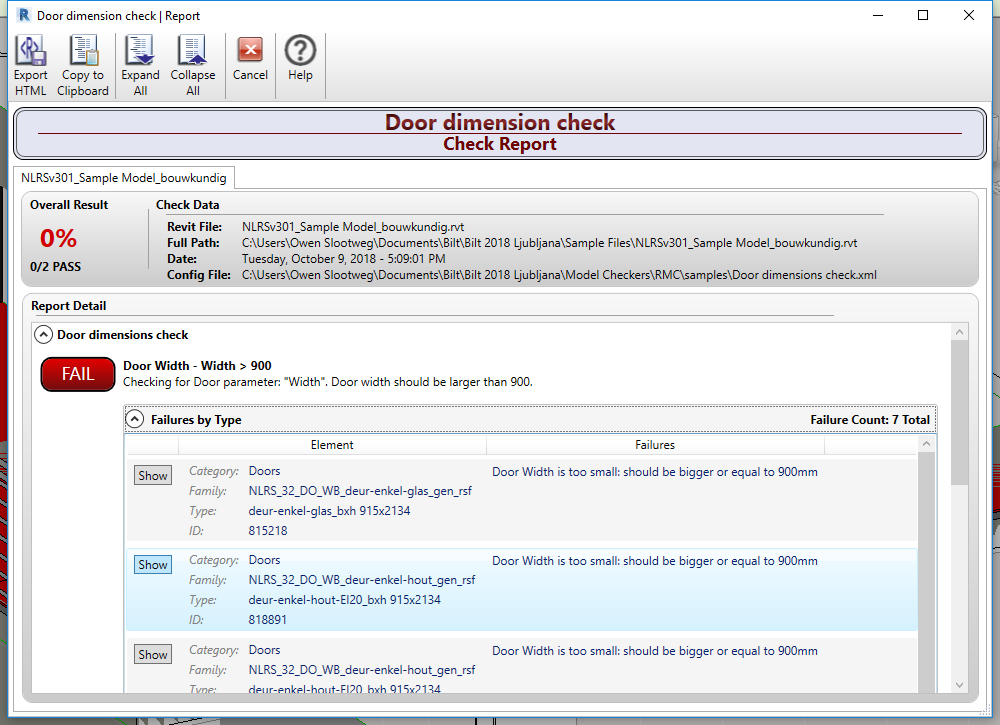 Door dimension check | Report
Export HTML
Copy to Clipboard
Expand All
Collapse All
Cancel
Help
Door dimension check
Check Report
NLRSv301_Sample Model_bouwkundig
Overall Result
0%
0/2 PASS
Check Data
Revit File: NLRSv301_Sample Model_bouwkundig.rvt
Full Path: C:\Users\Owen Slootweg\Documents\Bilt\Bilt 2018 Ljubljana\Sample Files\NLRSv301_Sample Model_bouwkundig.rvt
Date: Tuesday, October 9, 2018 - 5:09:01 PM
Config File: C:\Users\Owen Slootweg\Documents\Bilt\Bilt 2018 Ljubljana\Model Checkers\RMC\samples\Door dimensions check.xml
Report Detail
Door dimensions check
FAIL
Door Width - Width > 900
Checking for Door parameter: "Width". Door width should be larger than 900.
Failures by Type Failure Count: 7 Total
Element Failures
Show
Category: Doors Door Width is too small: should be bigger or equal to 900mm
Family: NLRS_32_DO_WB_deur-enkel-glas_gen_rsf
Type: deur-enkel-glas_bxh 915x2134
ID: 815218
Show
Category: Doors Door Width is too small: should be bigger or equal to 900mm
Family: NLRS_32_DO_WB_deur-enkel-hout_gen_rsf
Type: deur-enkel-hout-EI20_bxh 915x2134
ID: 818891
Show
Category: Doors Door Width is too small: should be bigger or equal to 900mm
Family: NLRS_32_DO_WB_deur-enkel-hout_gen_rsf
Type: deur-enkel-hout-EI20_bxh 915x2134